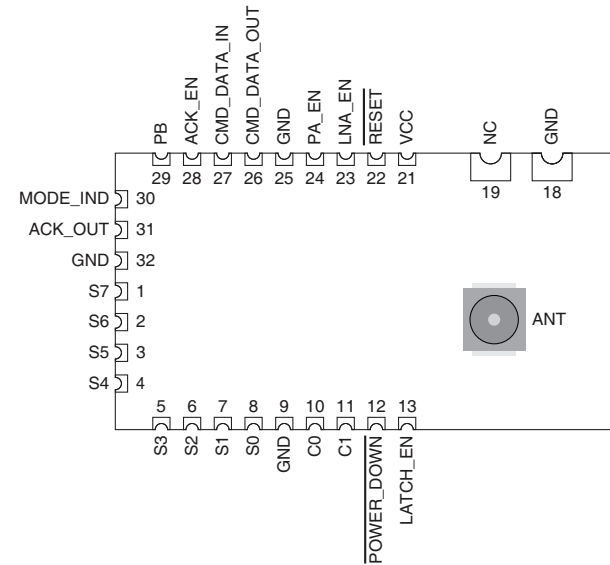 PB
ACK_EN
CMD_DATA_IN
CMD_DATA_OUT
GND
PA_EN
LNA_EN
RESET
VCC
NC
GND
29 28 27 26 25 24 23 22 21 19 18
MODE_IND 30
ACK_OUT 31
GND 32
S7 1
S6 2
S5 3
S4 4
ANT
5 6 7 8 9 10 11 12 13
S3
S2
S1
S0
GND
C0
C1
POWER_DOWN
LATCH_EN